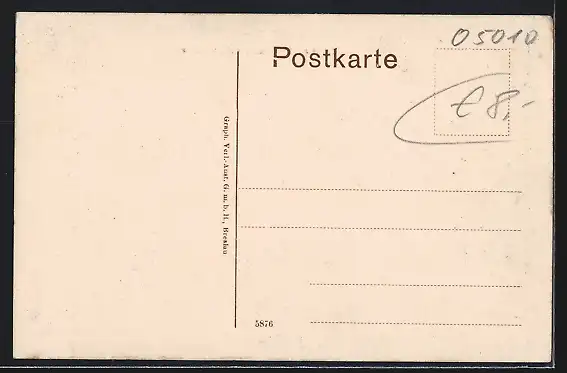 05010
Postkarte
€ 8,-
Graph. Verl.-Anst. G. m. b. H., Breslau
5876